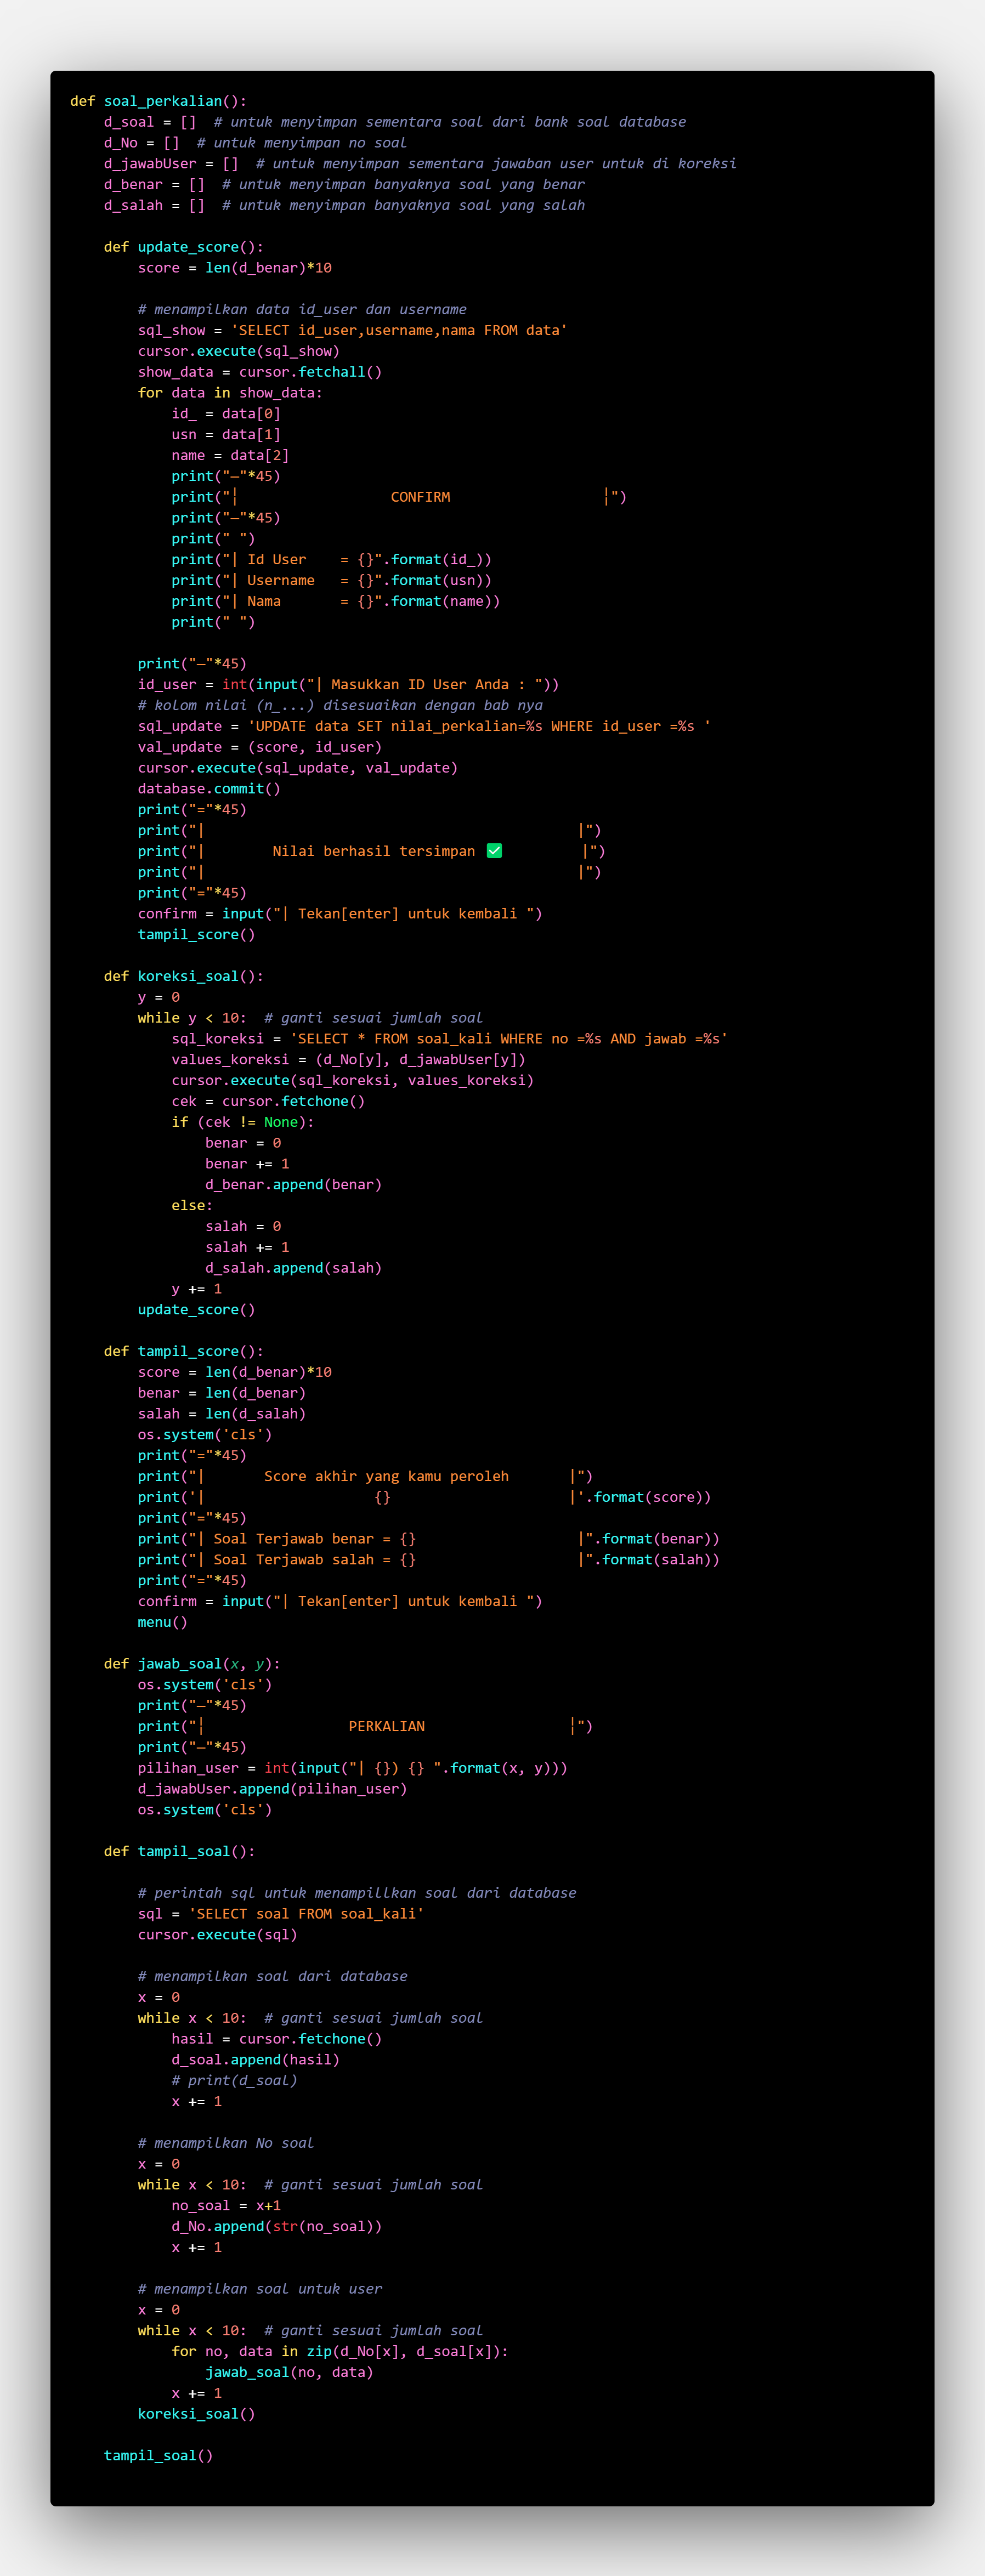 def soal_perkalian():
    d_soal = []  # untuk menyimpan sementara soal dari bank soal database
    d_No = []  # untuk menyimpan no soal
    d_jawabUser = []  # untuk menyimpan sementara jawaban user untuk di koreksi
    d_benar = []  # untuk menyimpan banyaknya soal yang benar
    d_salah = []  # untuk menyimpan banyaknya soal yang salah

    def update_score():
        score = len(d_benar)*10

        # menampilkan data id_user dan username
        sql_show = 'SELECT id_user,username,nama FROM data'
        cursor.execute(sql_show)
        show_data = cursor.fetchall()
        for data in show_data:
            id_ = data[0]
            usn = data[1]
            name = data[2]
            print("—"*45)
            print("¦                  CONFIRM                  ¦")
            print("—"*45)
            print(" ")
            print("| Id User    = {}".format(id_))
            print("| Username   = {}".format(usn))
            print("| Nama       = {}".format(name))
            print(" ")

        print("—"*45)
        id_user = int(input("| Masukkan ID User Anda : "))
        # kolom nilai (n_...) disesuaikan dengan bab nya
        sql_update = 'UPDATE data SET nilai_perkalian=%s WHERE id_user =%s '
        val_update = (score, id_user)
        cursor.execute(sql_update, val_update)
        database.commit()
        print("="*45)
        print("|                                            |")
        print("|        Nilai berhasil tersimpan ✅         |")
        print("|                                            |")
        print("="*45)
        confirm = input("| Tekan[enter] untuk kembali ")
        tampil_score()

    def koreksi_soal():
        y = 0
        while y < 10:  # ganti sesuai jumlah soal
            sql_koreksi = 'SELECT * FROM soal_kali WHERE no =%s AND jawab =%s'
            values_koreksi = (d_No[y], d_jawabUser[y])
            cursor.execute(sql_koreksi, values_koreksi)
            cek = cursor.fetchone()
            if (cek != None):
                benar = 0
                benar += 1
                d_benar.append(benar)
            else:
                salah = 0
                salah += 1
                d_salah.append(salah)
            y += 1
        update_score()

    def tampil_score():
        score = len(d_benar)*10
        benar = len(d_benar)
        salah = len(d_salah)
        os.system('cls')
        print("="*45)
        print("|       Score akhir yang kamu peroleh       |")
        print('|                    {}                     |'.format(score))
        print("="*45)
        print("| Soal Terjawab benar = {}                   |".format(benar))
        print("| Soal Terjawab salah = {}                   |".format(salah))
        print("="*45)
        confirm = input("| Tekan[enter] untuk kembali ")
        menu()

    def jawab_soal(x, y):
        os.system('cls')
        print("—"*45)
        print("¦                 PERKALIAN                 ¦")
        print("—"*45)
        pilihan_user = int(input("| {}) {} ".format(x, y)))
        d_jawabUser.append(pilihan_user)
        os.system('cls')

    def tampil_soal():

        # perintah sql untuk menampillkan soal dari database
        sql = 'SELECT soal FROM soal_kali'
        cursor.execute(sql)

        # menampilkan soal dari database
        x = 0
        while x < 10:  # ganti sesuai jumlah soal
            hasil = cursor.fetchone()
            d_soal.append(hasil)
            # print(d_soal)
            x += 1

        # menampilkan No soal
        x = 0
        while x < 10:  # ganti sesuai jumlah soal
            no_soal = x+1
            d_No.append(str(no_soal))
            x += 1

        # menampilkan soal untuk user
        x = 0
        while x < 10:  # ganti sesuai jumlah soal
            for no, data in zip(d_No[x], d_soal[x]):
                jawab_soal(no, data)
            x += 1
        koreksi_soal()

    tampil_soal()